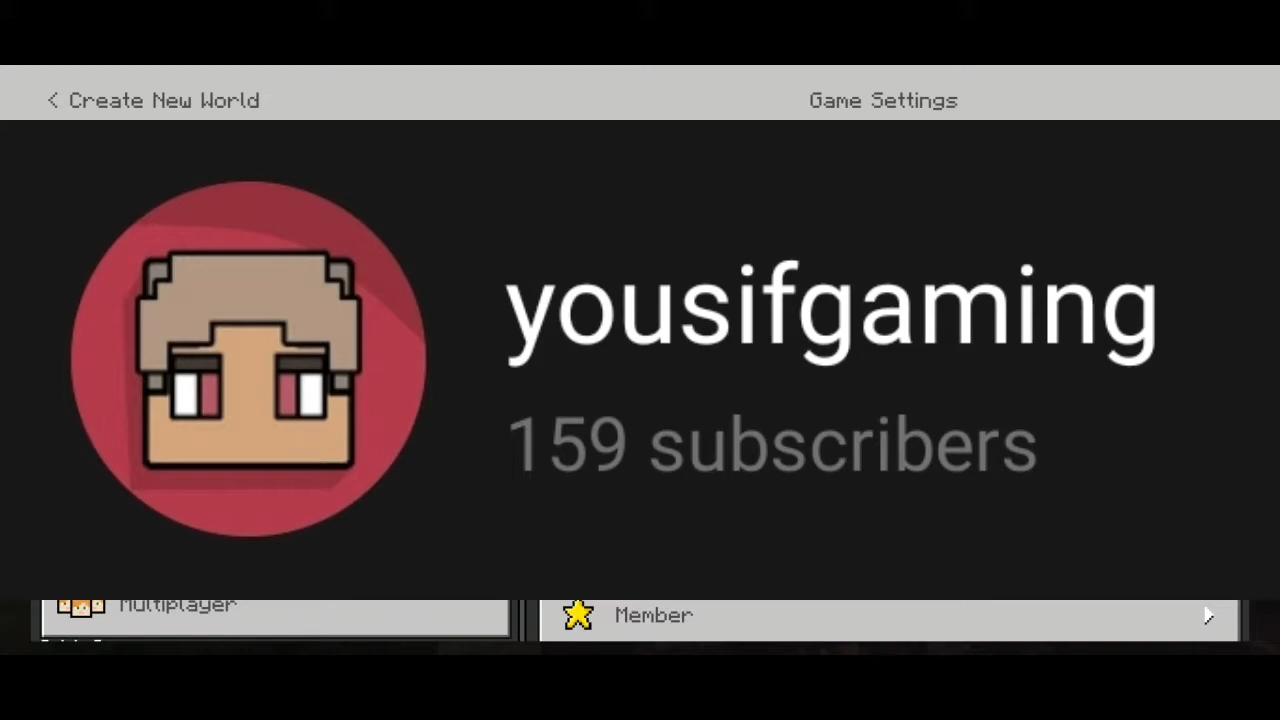 < Create New World
Game Settings
yousifgaming
159 subscribers
Multiplayer
Member